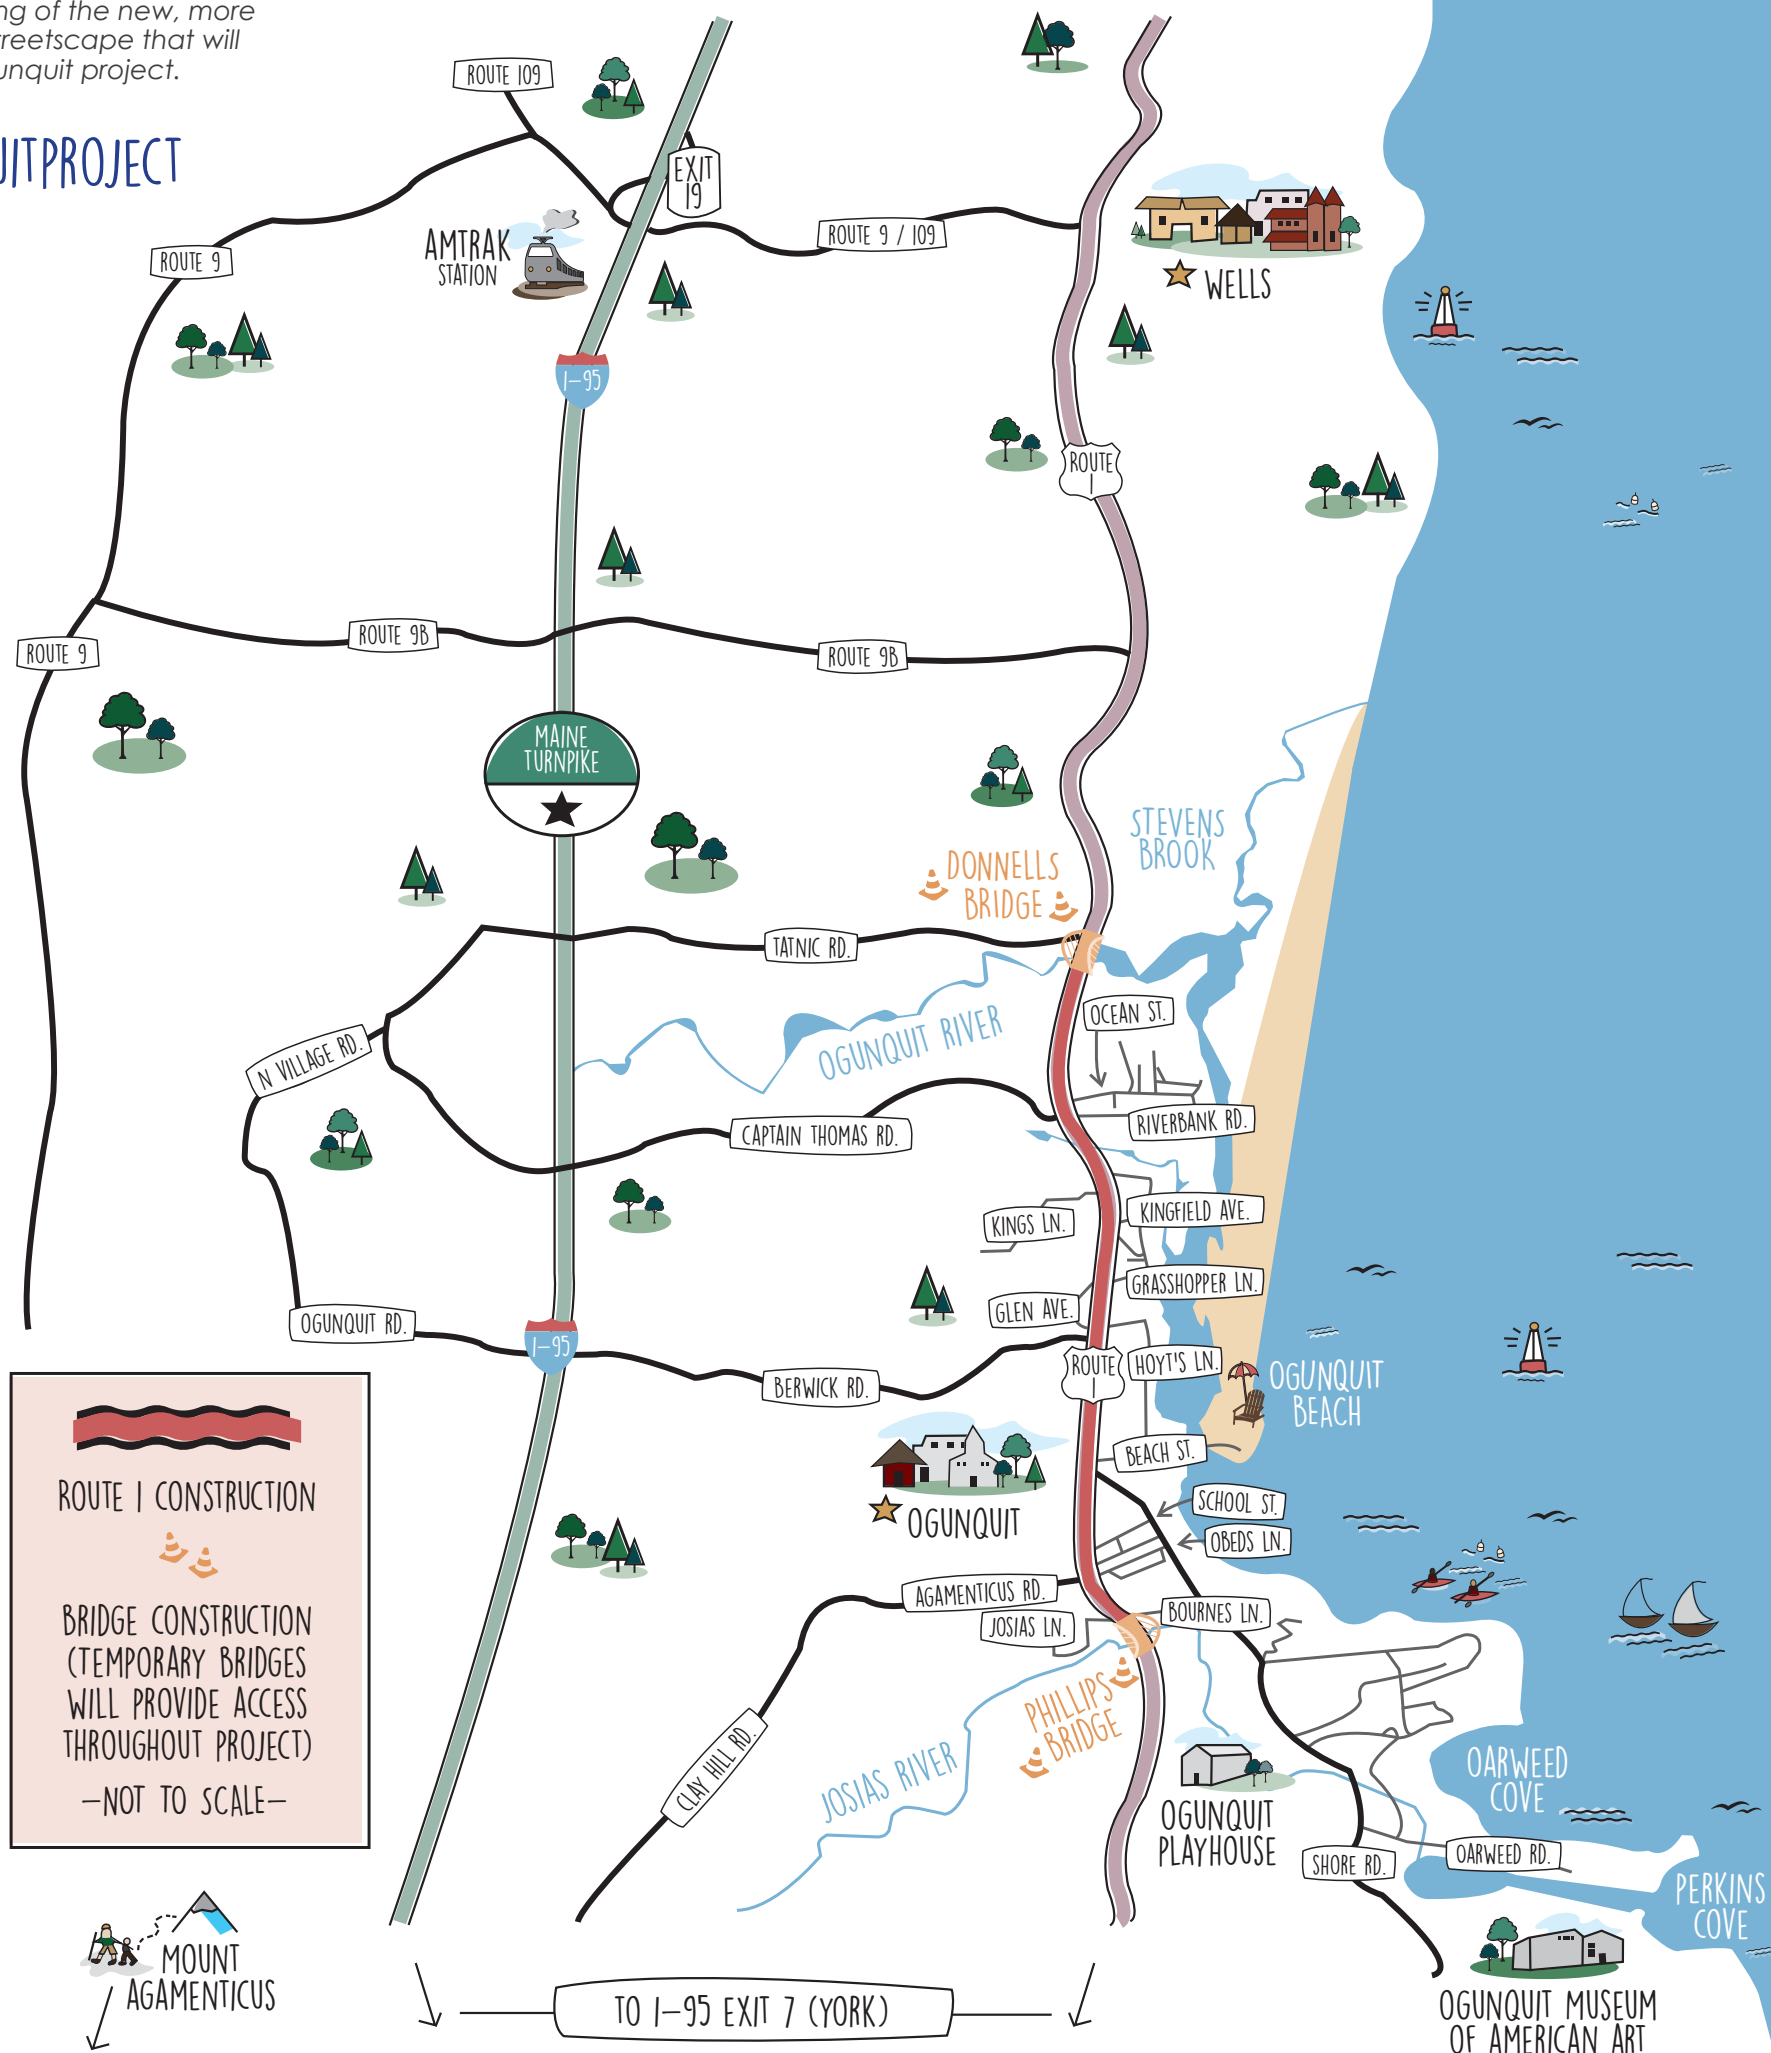 ng of the new, more
reetscape that will
unquit project.
UITPROJECT
ROUTE 109
EXIT
19
ROUTE 9 / 109
ROUTE 9
AMTRAK
STATION
WELLS
I-95
ROUTE
1
ROUTE 9B
ROUTE 9B
ROUTE 9
MAINE
TURNPIKE
STEVENS
BROOK
DONNELLS
BRIDGE
TATNIC RD.
OCEAN ST.
OGUNQUIT RIVER
N VILLAGE RD.
CAPTAIN THOMAS RD.
RIVERBANK RD.
KINGS LN.
KINGFIELD AVE.
GRASSHOPPER LN.
GLEN AVE.
OGUNQUIT RD.
I-95
ROUTE
1
HOYT'S LN.
OGUNQUIT
BEACH
BERWICK RD.
BEACH ST.
SCHOOL ST.
OBEDS LN.
OGUNQUIT
AGAMENTICUS RD.
JOSIAS LN.
BOURNES LN.
PHILLIPS
BRIDGE
CLAY HILL RD.
JOSIAS RIVER
OGUNQUIT
PLAYHOUSE
OARWEED
COVE
SHORE RD.
OARWEED RD.
PERKINS
COVE
ROUTE 1 CONSTRUCTION
BRIDGE CONSTRUCTION
(TEMPORARY BRIDGES
WILL PROVIDE ACCESS
THROUGHOUT PROJECT)
-NOT TO SCALE-
MOUNT
AGAMENTICUS
TO I-95 EXIT 7 (YORK)
OGUNQUIT MUSEUM
OF AMERICAN ART